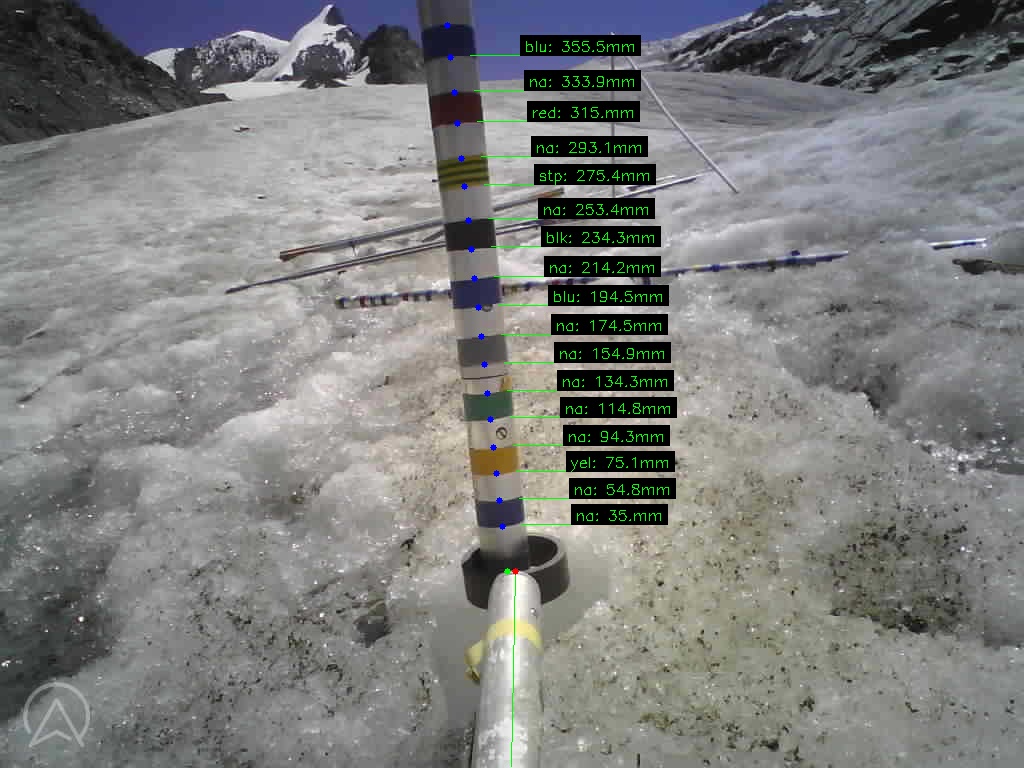 blu: 355.5mm
na: 333.9mm
red: 315.mm
na: 293.1mm
stp: 275.4mm
na: 253.4mm
blk: 234.3mm
na: 214.2mm
blu: 194.5mm
na: 174.5mm
na: 154.9mm
na: 134.3mm
na: 114.8mm
na: 94.3mm
yel: 75.1mm
na: 54.8mm
na: 35.mm